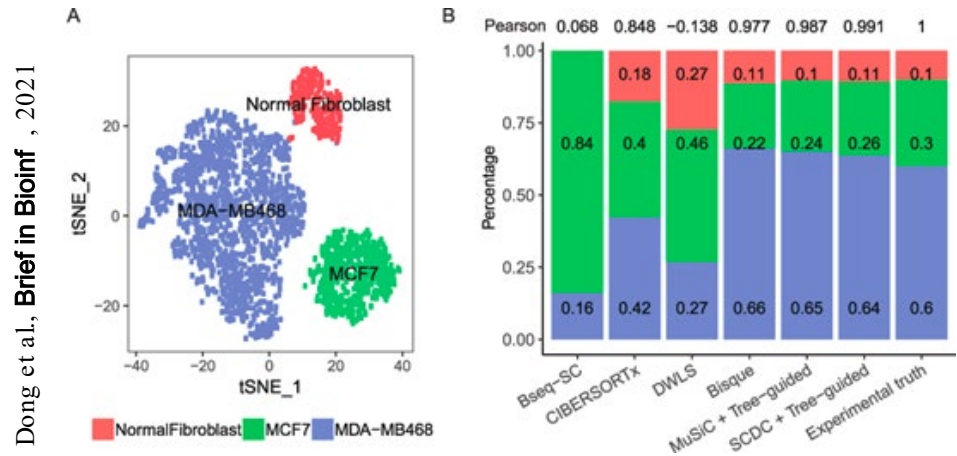 Dong et al., Brief in Bioinf , 2021
A
Normal Fibroblast
MDA-MB468
MCF7
tSNE_2
20
0
−20
−40 −20 0 20 40
tSNE_1
NormalFibroblast MCF7 MDA-MB468
B
Pearson 0.068 0.848 −0.138 0.977 0.987 0.991 1
Percentage
1.00
0.75
0.50
0.25
0.00
0.18 0.27 0.11 0.1 0.11 0.1
0.84 0.4 0.46 0.22 0.24 0.26 0.3
0.16 0.42 0.27 0.66 0.65 0.64 0.6
Bseq-SC
CIBERSORTx
DWLS
Bisque
MuSiC + Tree-guided
SCDC + Tree-guided
Experimental truth